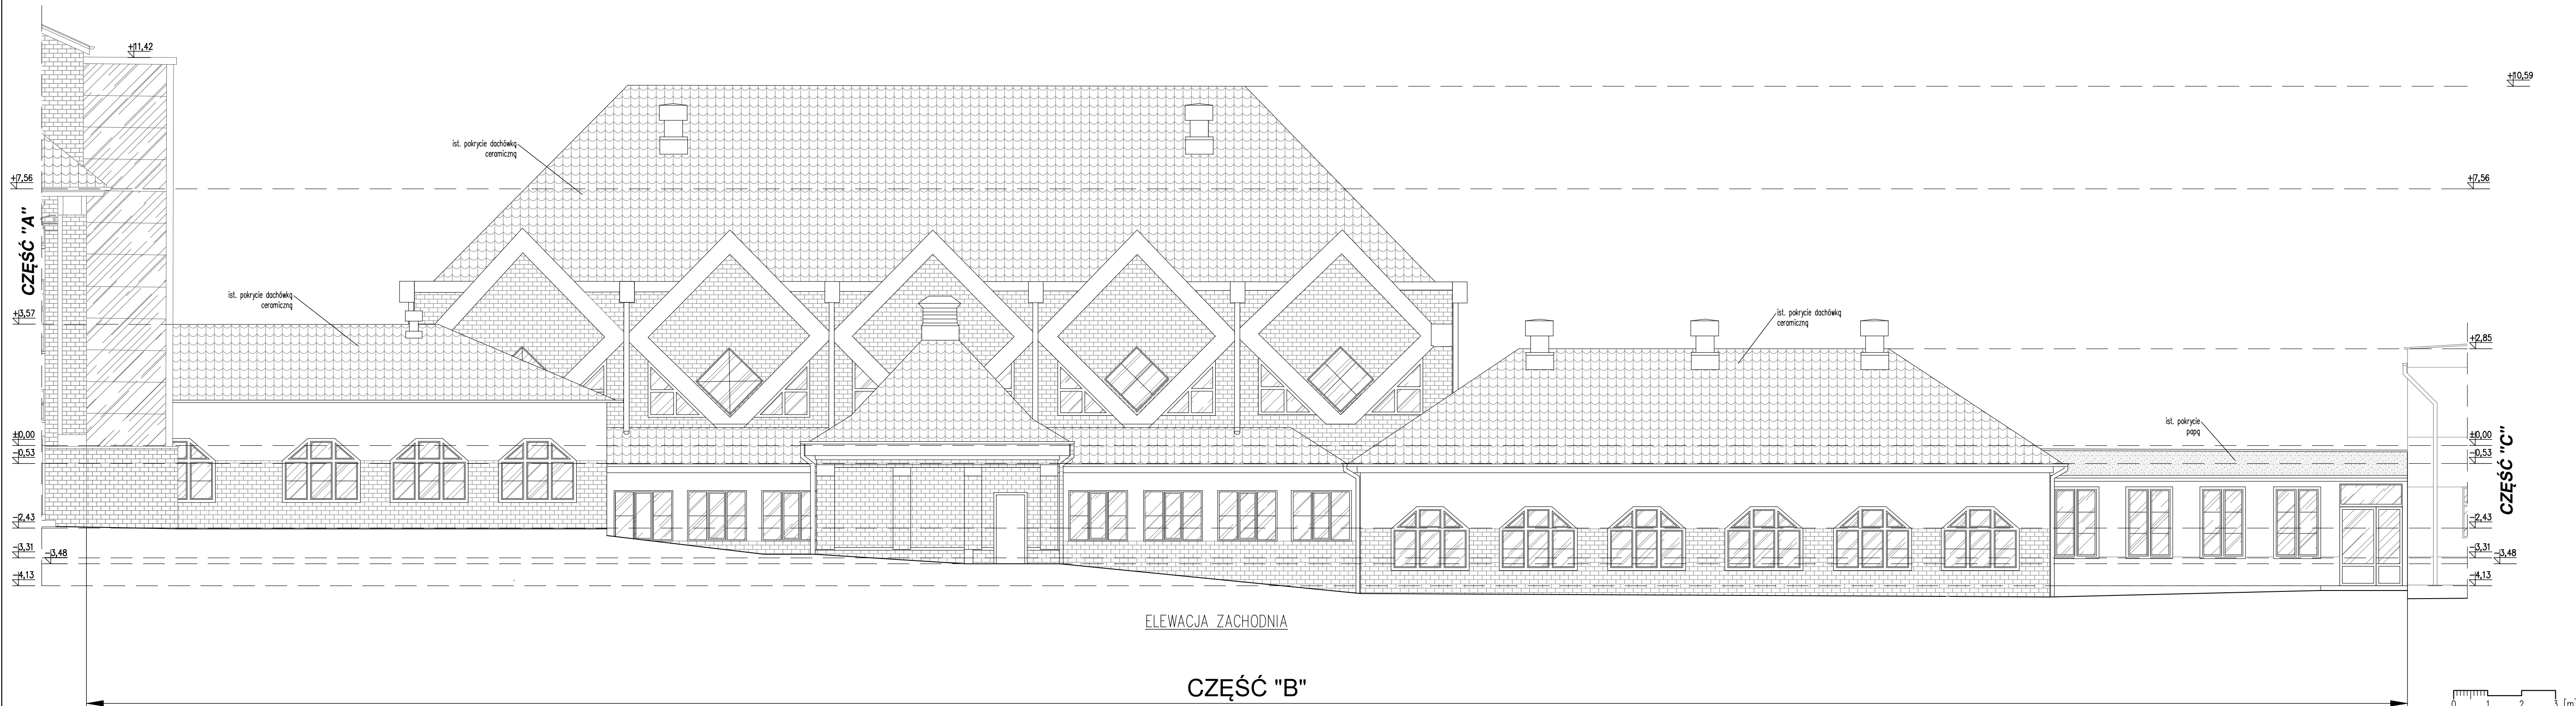 +11,42
+10,59
ist. pokrycie dachówką
ceramiczną
+7,56
+7,56
CZĘŚĆ "A"
ist. pokrycie dachówką
ceramiczną
+3,57
ist. pokrycie dachówką
ceramiczną
+2,85
ist. pokrycie
papą
±0,00
-0,53
±0,00
-0,53
CZĘŚĆ "C"
-2,43
-3,31
-3,48
-4,13
-2,43
-3,31
-3,48
-4,13
ELEWACJA ZACHODNIA
CZĘŚĆ "B"
0 1 2 3 [m]